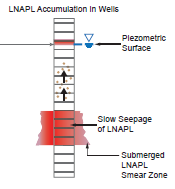 LNAPL Accumulation In Wells
Piezometric
Surface
Slow Seepage
of LNAPL
Submerged
LNAPL
Smear Zone